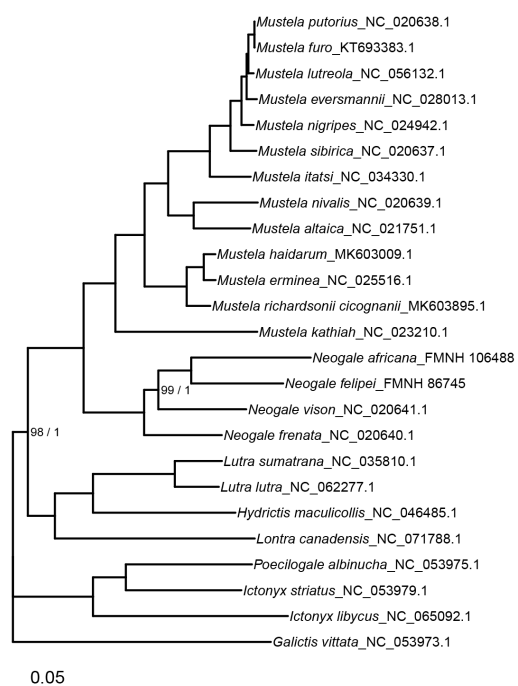 Mustela putorius_NC_020638.1
Mustela furo_KT693383.1
Mustela lutreola_NC_056132.1
Mustela eversmannii_NC_028013.1
Mustela nigripes_NC_024942.1
Mustela sibirica_NC_020637.1
Mustela itatsi_NC_034330.1
Mustela nivalis_NC_020639.1
Mustela altaica_NC_021751.1
Mustela haidarum_MK603009.1
Mustela erminea_NC_025516.1
Mustela richardsonii cicognanii_MK603895.1
Mustela kathiah_NC_023210.1
Neogale africana_FMNH 106488
Neogale felipei_FMNH 86745
99 / 1
Neogale vison_NC_020641.1
Neogale frenata_NC_020640.1
98 / 1
Lutra sumatrana_NC_035810.1
Lutra lutra_NC_062277.1
Hydrictis maculicollis_NC_046485.1
Lontra canadensis_NC_071788.1
Poecilogale albinucha_NC_053975.1
Ictonyx striatus_NC_053979.1
Ictonyx libycus_NC_065092.1
Galictis vittata_NC_053973.1
0.05